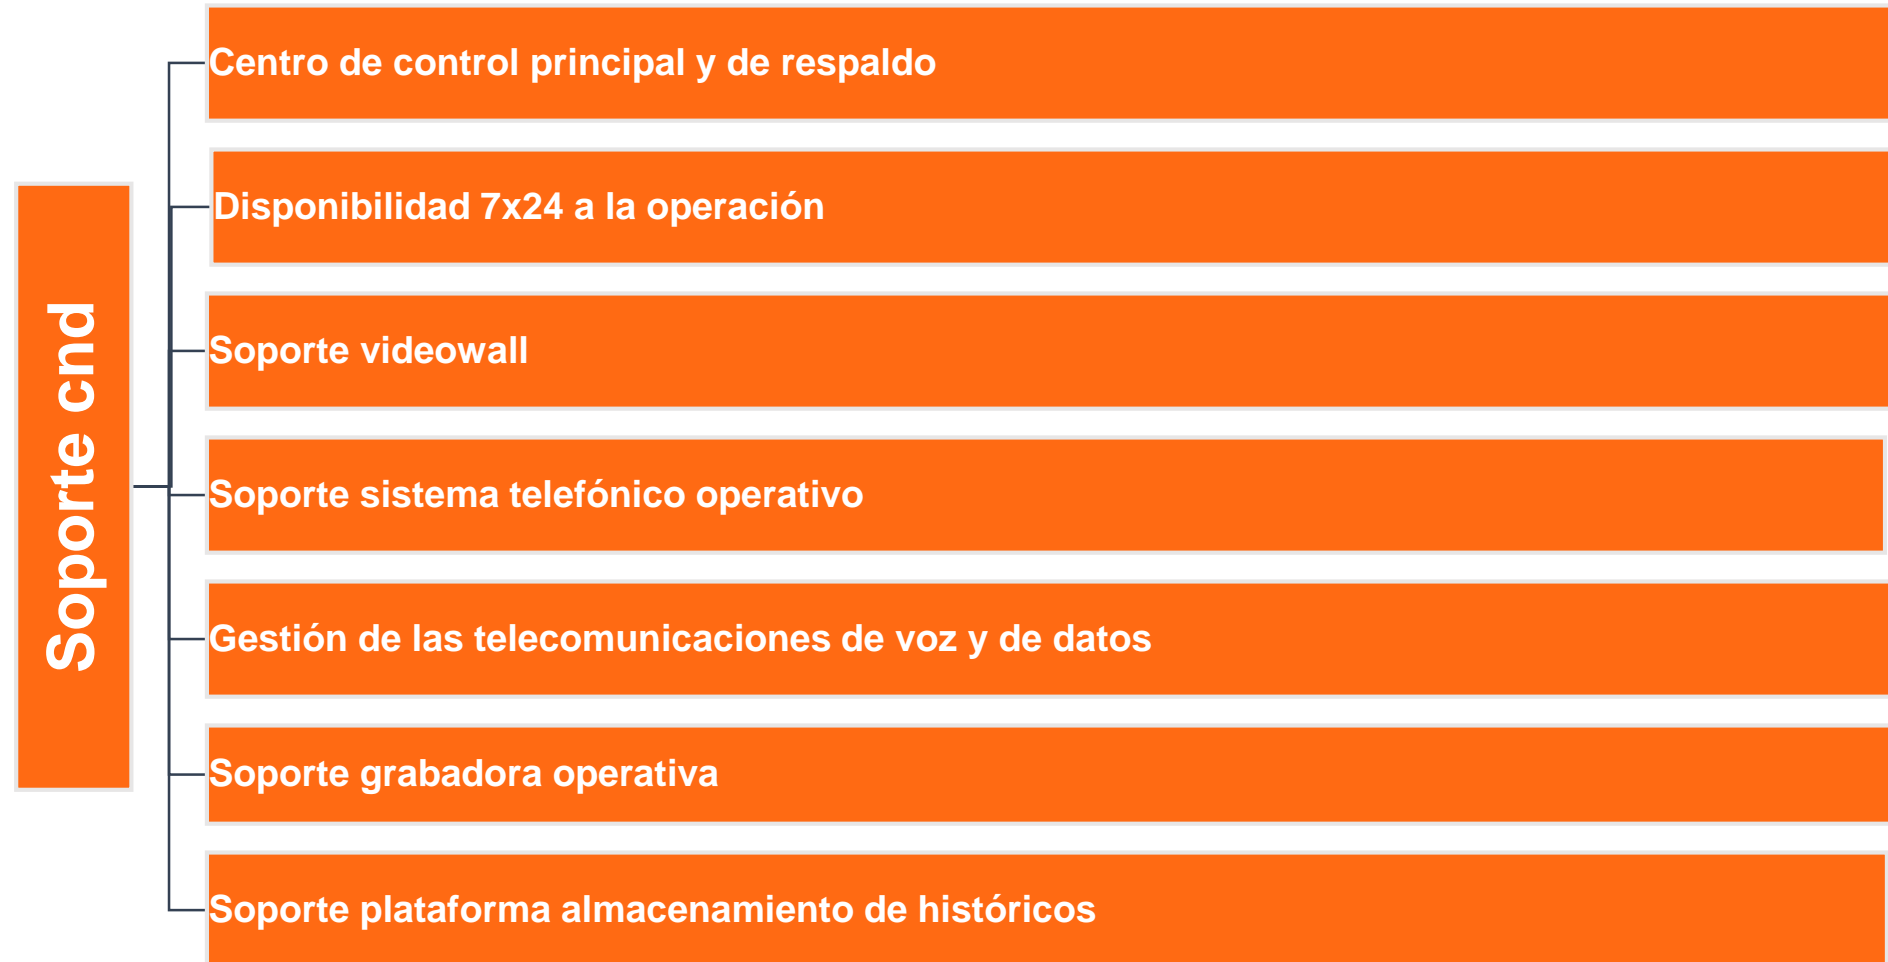 Soporte cnd
Centro de control principal y de respaldo
Disponibilidad 7x24 a la operación
Soporte videowall
Soporte sistema telefónico operativo
Gestión de las telecomunicaciones de voz y de datos
Soporte grabadora operativa
Soporte plataforma almacenamiento de históricos